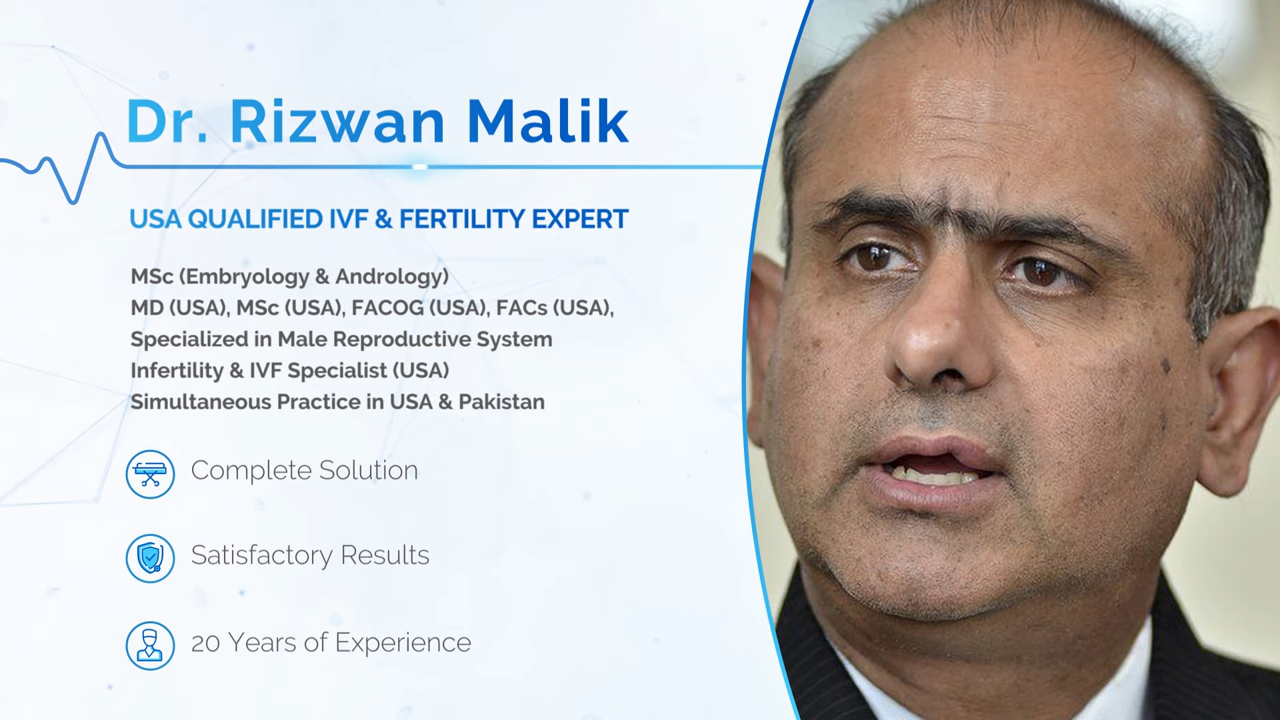 Dr. Rizwan Malik
USA QUALIFIED IVF & FERTILITY EXPERT
MSc (Embryology & Andrology)
MD (USA), MSc (USA), FACOG (USA), FACs (USA),
Specialized in Male Reproductive System
Infertility & IVF Specialist (USA)
Simultaneous Practice in USA & Pakistan
Complete Solution
Satisfactory Results
20 Years of Experience